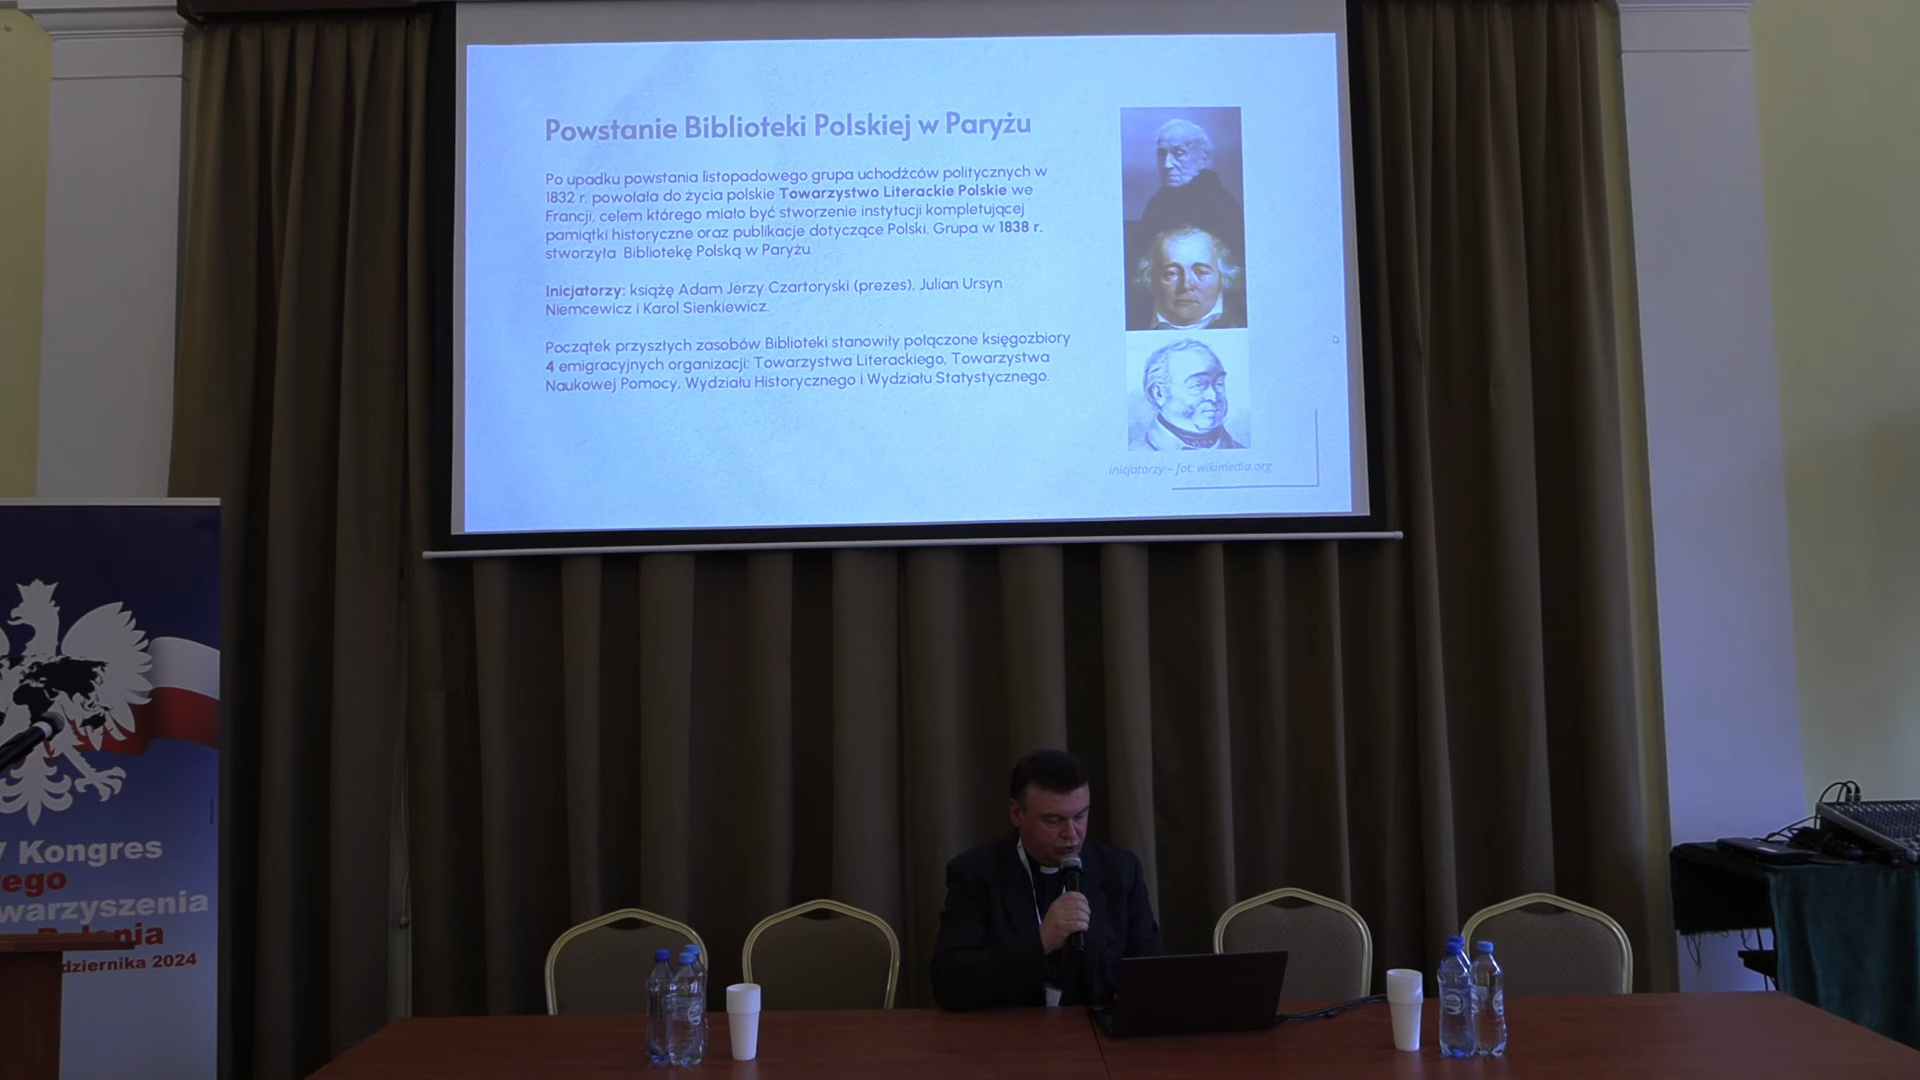 Powstanie Biblioteki Polskiej w Paryżu
Po upadku powstania listopadowego grupa uchodźców politycznych w
1832 r. powołała do życia polskie Towarzystwo Literackie Polskie we
Francji, celem którego miało być stworzenie instytucji kompletującej
pamiątki historyczne oraz publikacje dotyczące Polski. Grupa w 1838 r.
stworzyła Bibliotekę Polską w Paryżu.
Inicjatorzy: książę Adam Jerzy Czartoryski (prezes), Julian Ursyn
Niemcewicz i Karol Sienkiewicz.
Początek przyszłych zasobów Biblioteki stanowiły połączone księgozbiory
4 emigracyjnych organizacji: Towarzystwa Literackiego, Towarzystwa
Naukowej Pomocy, Wydziału Historycznego i Wydziału Statystycznego.
inicjatorzy - fot. wikimedia.org
Kongres
ego
warzyszenia
dziernika 2024